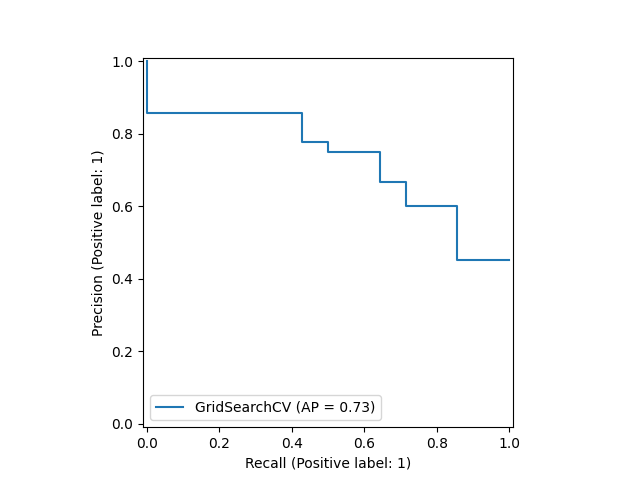 1.0
0.8
0.6
0.4
0.2
0.0
Precision (Positive label: 1)
GridSearchCV (AP = 0.73)
0.0 0.2 0.4 0.6 0.8 1.0
Recall (Positive label: 1)